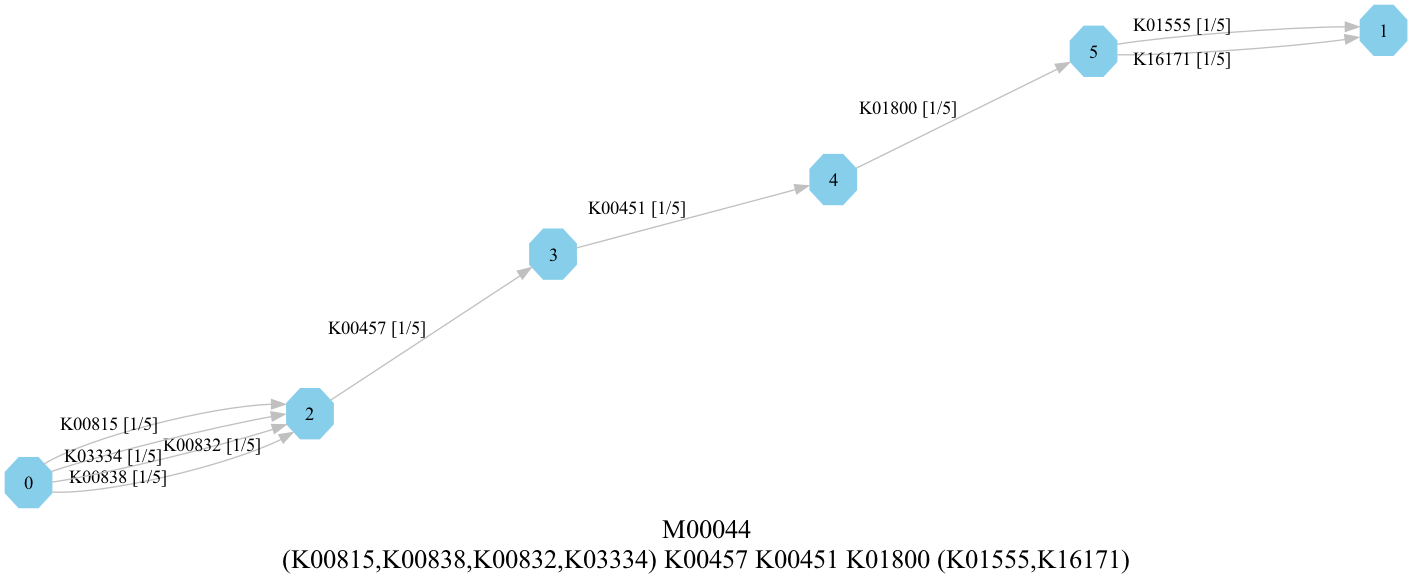 K01555 [1/5]
1
5
K16171 [1/5]
K01800 [1/5]
4
K00451 [1/5]
3
K00457 [1/5]
2
K00815 [1/5]
K00832 [1/5]
K03334 [1/5]
K00838 [1/5]
0
M00044
(K00815,K00838,K00832,K03334) K00457 K00451 K01800 (K01555,K16171)